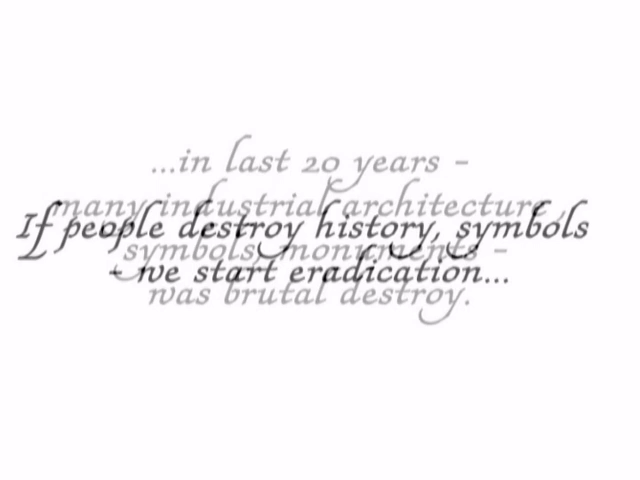 ...in last 20 years -
many industrial architecture,
If people destroy history, symbols
symbols, monuments -
- we start eradication...
was brutal destroy.